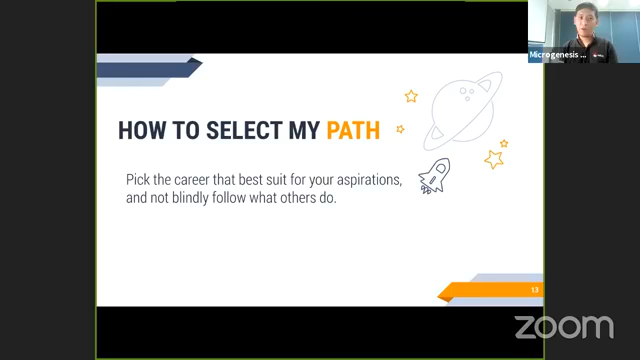 Microgenesis ...
HOW TO SELECT MY PATH
Pick the career that best suit for your aspirations,
and not blindly follow what others do.
13
zoom